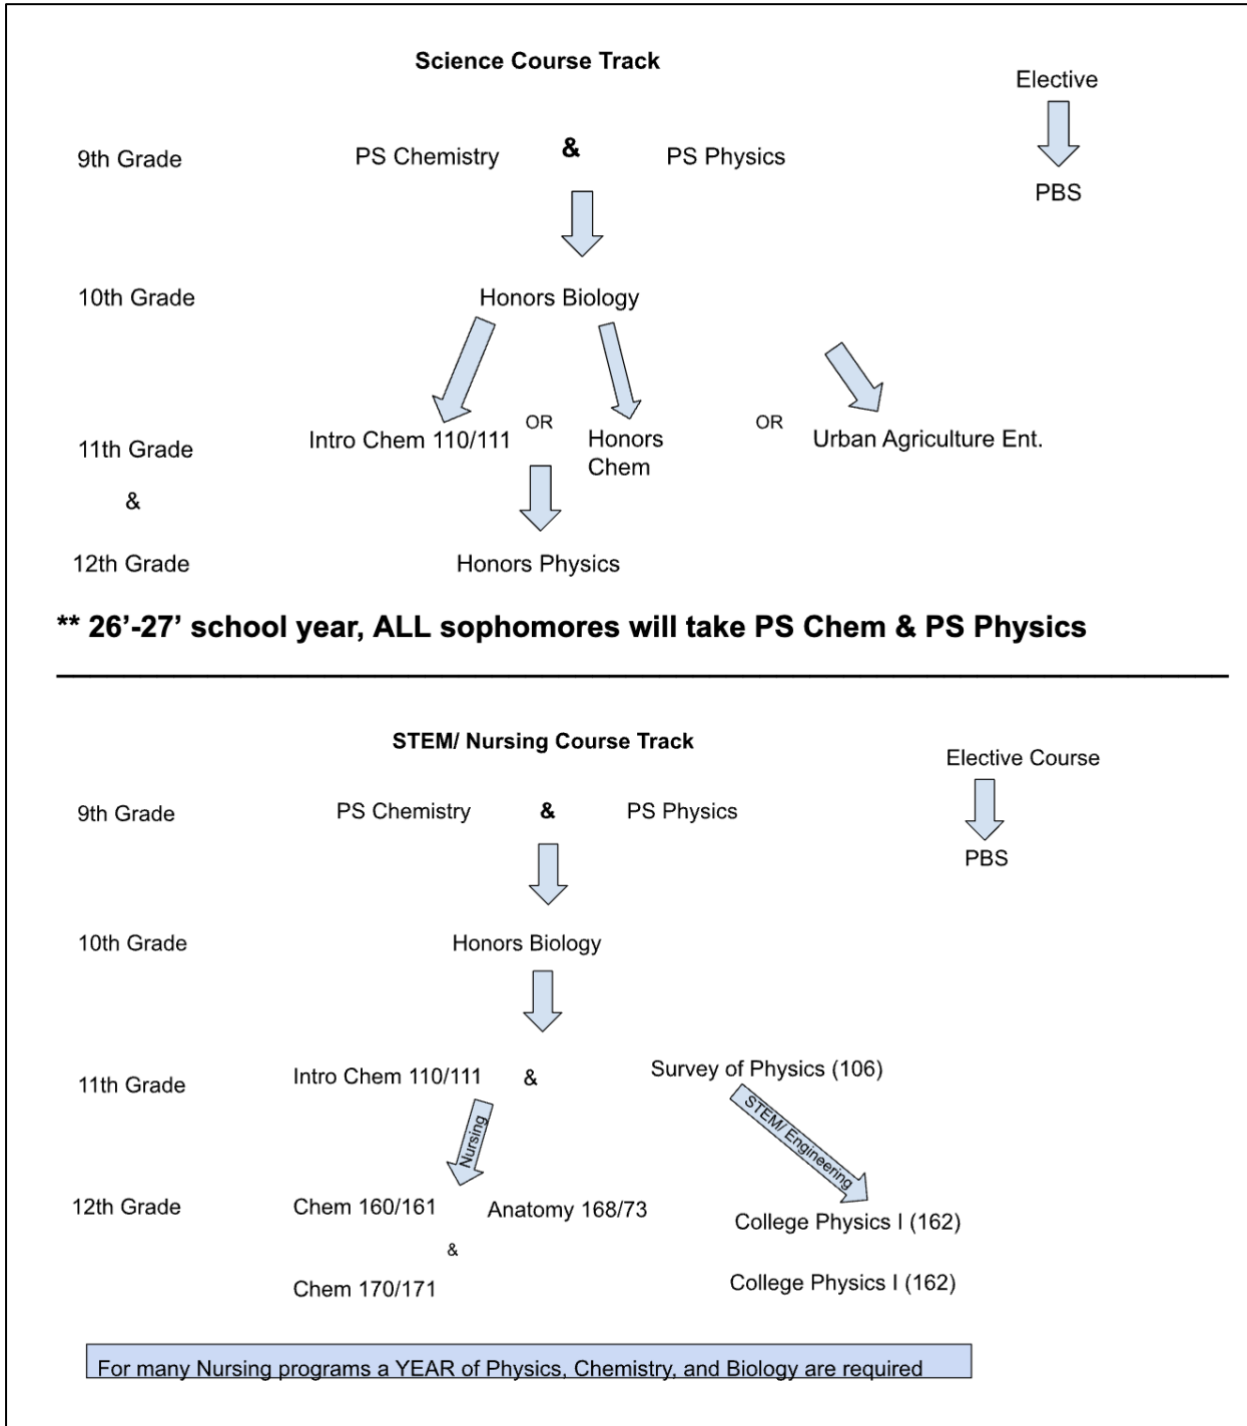 Science Course Track
Elective
9th Grade
PS Chemistry & PS Physics
PBS
10th Grade
Honors Biology
11th Grade
Intro Chem 110/111 OR Honors Chem OR Urban Agriculture Ent.
&
12th Grade
Honors Physics
** 26’-27’ school year, ALL sophomores will take PS Chem & PS Physics
STEM/ Nursing Course Track
Elective Course
9th Grade
PS Chemistry & PS Physics
PBS
10th Grade
Honors Biology
11th Grade
Intro Chem 110/111 & Survey of Physics (106)
Nursing
STEM/ Engineering
12th Grade
Chem 160/161 Anatomy 168/73
College Physics I (162)
&
Chem 170/171
College Physics I (162)
For many Nursing programs a YEAR of Physics, Chemistry, and Biology are required